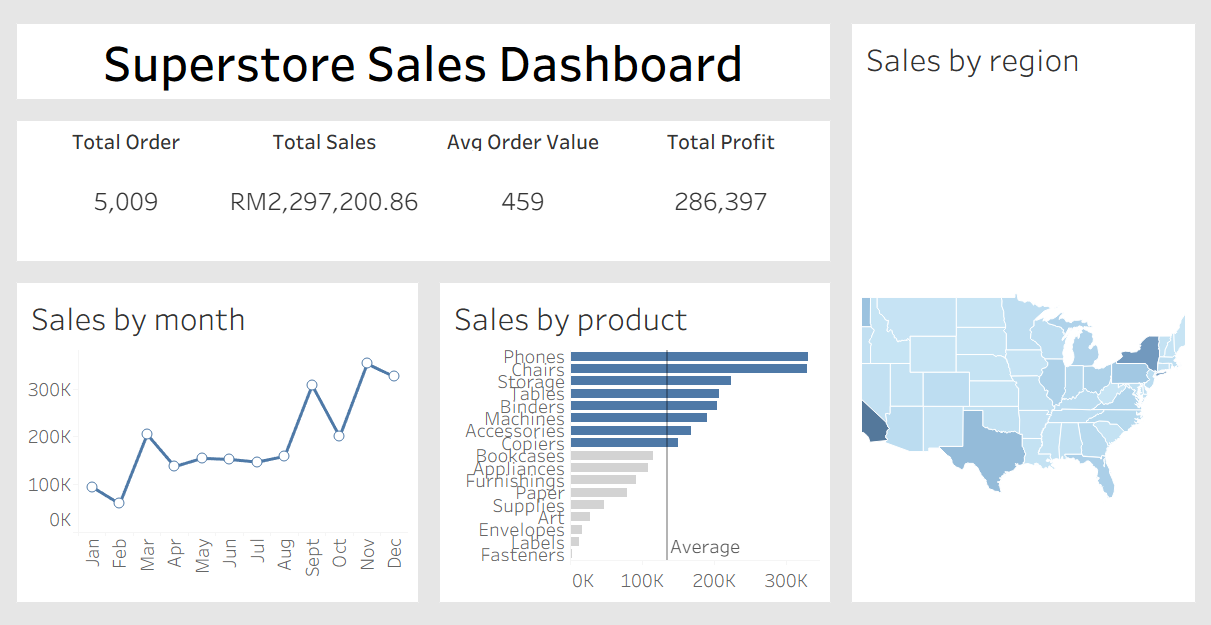 Superstore Sales Dashboard
Total Order Total Sales Avg Order Value Total Profit
5,009 RM2,297,200.86 459 286,397
Sales by month
300K
200K
100K
0K
Jan Feb Mar Apr May Jun Jul Aug Sept Oct Nov Dec
Sales by product
Phones
Chairs
Storage
Tables
Binders
Machines
Accessories
Copiers
Bookcases
Appliances
Furnishings
Paper
Supplies
Art
Envelopes
Labels
Fasteners
Average
0K 100K 200K 300K
Sales by region